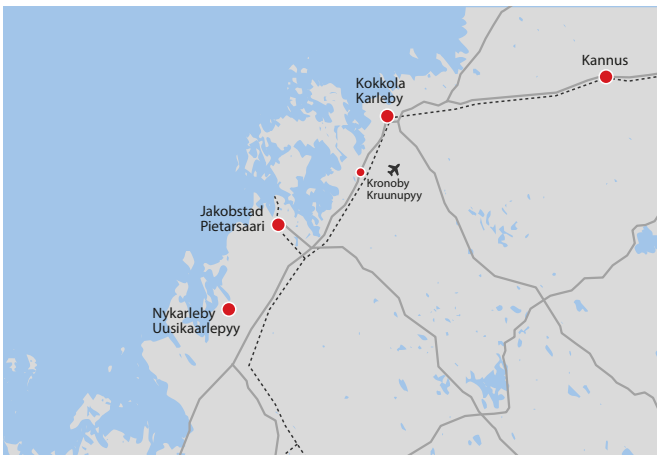 Kannus
Kokkola
Karleby
Kronoby
Kruunupyy
Jakobstad
Pietarsaari
Nykarleby
Uusikaarlepyy